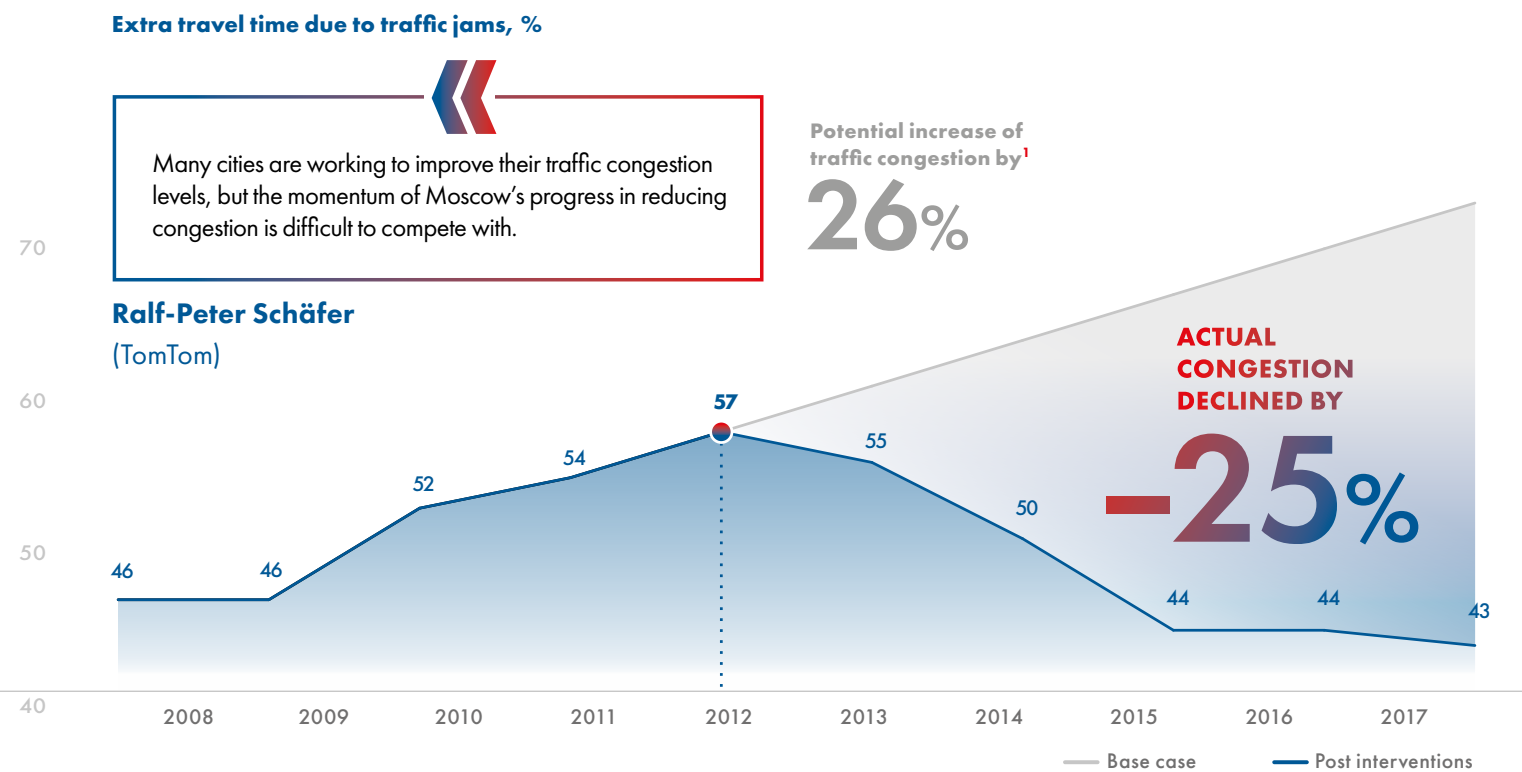 Extra travel time due to traffic jams, %
Many cities are working to improve their traffic congestion
levels, but the momentum of Moscow’s progress in reducing
congestion is difficult to compete with.
Ralf-Peter Schäfer
(TomTom)
Potential increase of
traffic congestion by¹
26%
ACTUAL
CONGESTION
DECLINED BY
–25%
70
60
50
40
46
46
52
54
57
55
50
44
44
43
2008
2009
2010
2011
2012
2013
2014
2015
2016
2017
Base case
Post interventions